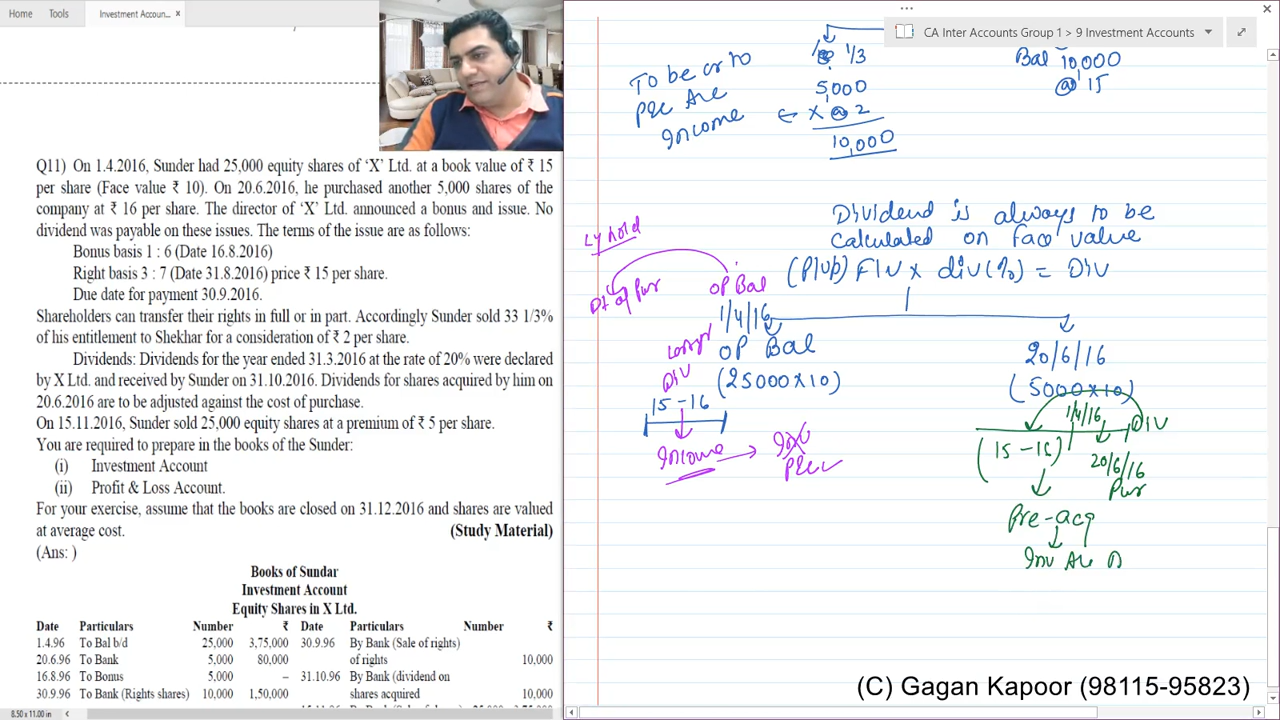 Home
Tools
Investment Accoun...
×
CA Inter Accounts Group 1 > 9 Investment Accounts
Q11) On 1.4.2016, Sunder had 25,000 equity shares of 'X' Ltd. at a book value of ₹ 15
per share (Face value ₹ 10). On 20.6.2016, he purchased another 5,000 shares of the
company at ₹ 16 per share. The director of 'X' Ltd. announced a bonus and issue. No
dividend was payable on these issues. The terms of the issue are as follows:
Bonus basis 1 : 6 (Date 16.8.2016)
Right basis 3 : 7 (Date 31.8.2016) price ₹ 15 per share.
Due date for payment 30.9.2016.
Shareholders can transfer their rights in full or in part. Accordingly Sunder sold 33 1/3%
of his entitlement to Shekhar for a consideration of ₹ 2 per share.
Dividends: Dividends for the year ended 31.3.2016 at the rate of 20% were declared
by X Ltd. and received by Sunder on 31.10.2016. Dividends for shares acquired by him on
20.6.2016 are to be adjusted against the cost of purchase.
On 15.11.2016, Sunder sold 25,000 equity shares at a premium of ₹ 5 per share.
You are required to prepare in the books of the Sunder:
(i) Investment Account
(ii) Profit & Loss Account.
For your exercise, assume that the books are closed on 31.12.2016 and shares are valued
at average cost. (Study Material)
(Ans: )
Books of Sundar
Investment Account
Equity Shares in X Ltd.
Date Particulars Number ₹ Date Particulars Number ₹
1.4.96 To Bal b/d 25,000 3,75,000 30.9.96 By Bank (Sale of rights)
20.6.96 To Bank 5,000 80,000 of rights 10,000
16.8.96 To Bonus 5,000 – 31.10.96 By Bank (dividend on
30.9.96 To Bank (Rights shares) 10,000 1,50,000 shares acquired 10,000
8.50 x 11.00 in
To be cr to
P&L A/c
Income
1/3
5,000
x @ 2
10,000
Bal 10,000
@ 15
Dividend is always to be
calculated on face value
(P/up) F/V x div(%) = Div
Ly hold
Dt of Pur
OP Bal
1/4/16
OP Bal
(25000x10)
Div
15-16
Income
Inv
P&L
20/6/16
(5000x10)
1/4/16
Div
(15-16)
20/6/16
Pur
Pre-acq
Inv A/c
(C) Gagan Kapoor (98115-95823)